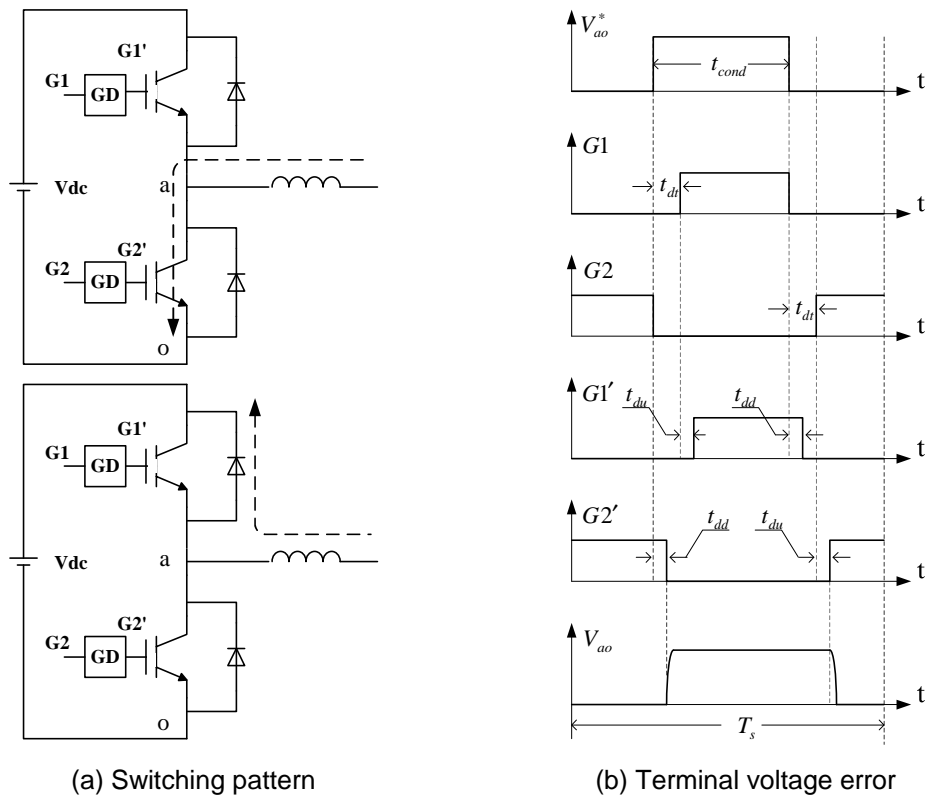 G1'
G1
GD
Vdc
a
G2'
G2
GD
o
G1'
G1
GD
Vdc
a
G2'
G2
GD
o
(a) Switching pattern
V*ao
tcond
t
G1
tdt
t
G2
tdt
t
G1′
tdu
tdd
t
G2′
tdd
tdu
t
Vao
t
Ts
(b) Terminal voltage error